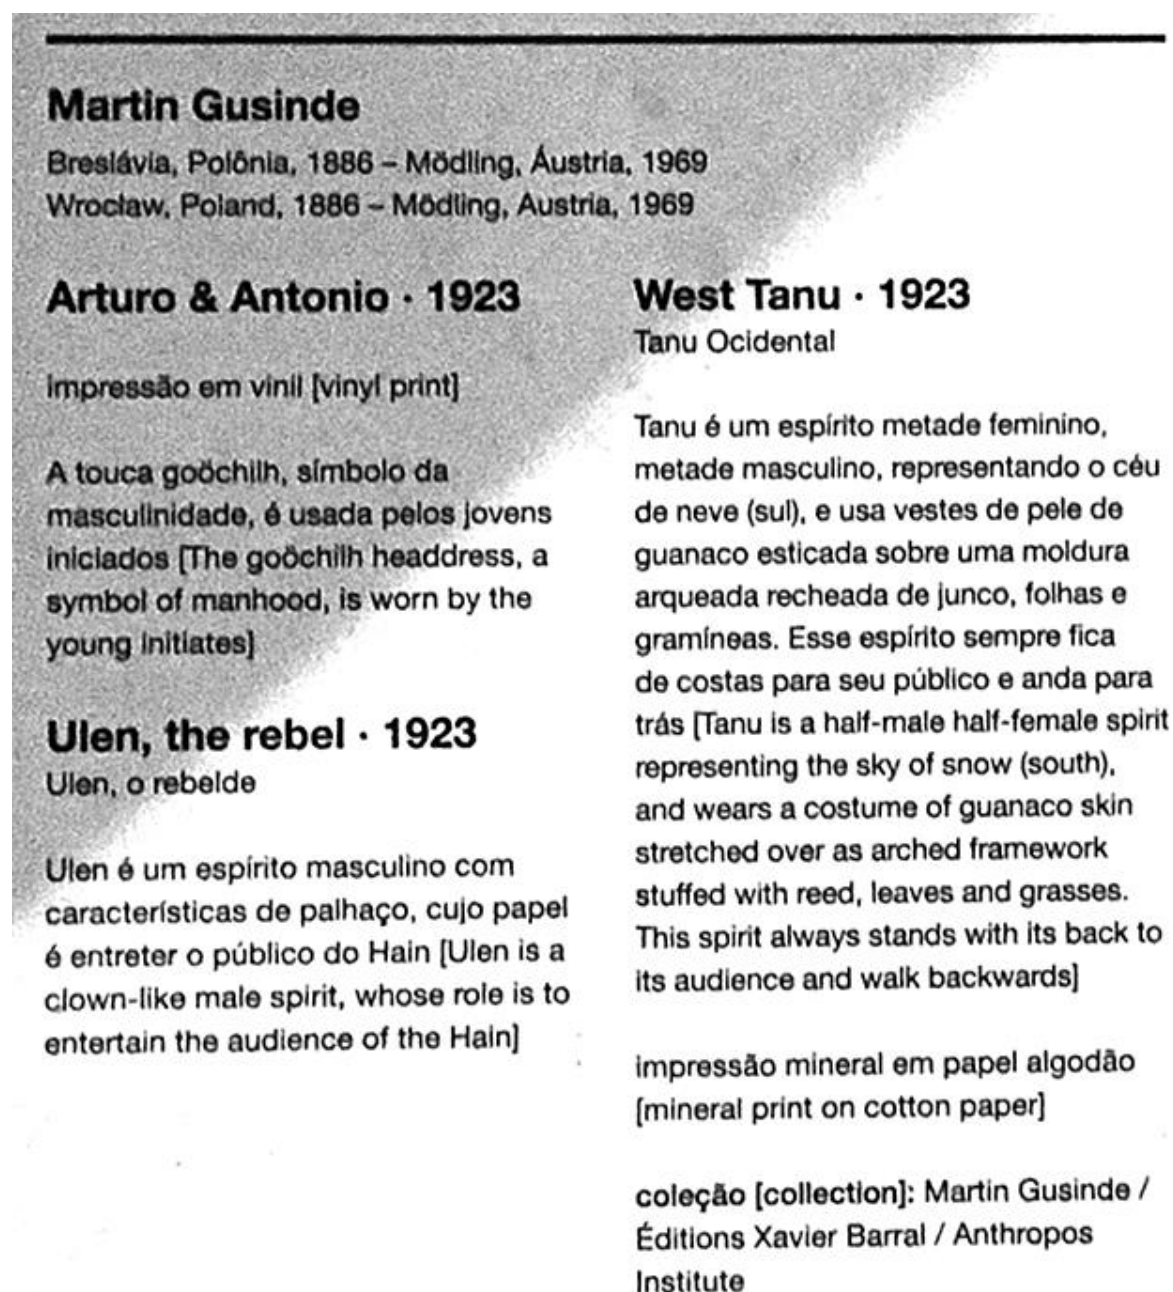 Martin Gusinde
Breslávia, Polônia, 1886 – Mödling, Áustria, 1969
Wrocław, Poland, 1886 – Mödling, Austria, 1969
Arturo & Antonio · 1923
impressão em vinil [vinyl print]
A touca goöchilh, símbolo da
masculinidade, é usada pelos jovens
iniciados [The goöchilh headdress, a
symbol of manhood, is worn by the
young initiates]
Ulen, the rebel · 1923
Ulen, o rebelde
Ulen é um espírito masculino com
características de palhaço, cujo papel
é entreter o público do Hain [Ulen is a
clown-like male spirit, whose role is to
entertain the audience of the Hain]
West Tanu · 1923
Tanu Ocidental
Tanu é um espírito metade feminino,
metade masculino, representando o céu
de neve (sul), e usa vestes de pele de
guanaco esticada sobre uma moldura
arqueada recheada de junco, folhas e
gramíneas. Esse espírito sempre fica
de costas para seu público e anda para
trás [Tanu is a half-male half-female spirit
representing the sky of snow (south),
and wears a costume of guanaco skin
stretched over as arched framework
stuffed with reed, leaves and grasses.
This spirit always stands with its back to
its audience and walk backwards]
impressão mineral em papel algodão
[mineral print on cotton paper]
coleção [collection]: Martin Gusinde /
Éditions Xavier Barral / Anthropos
Institute